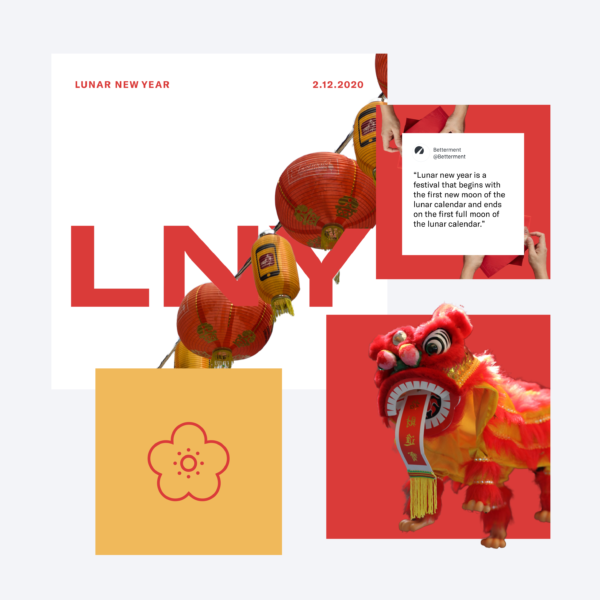 LUNAR NEW YEAR
2.12.2020
LNY
Betterment
@Betterment
“Lunar new year is a
festival that begins with
the first new moon of the
lunar calendar and ends
on the first full moon of
the lunar calendar.”